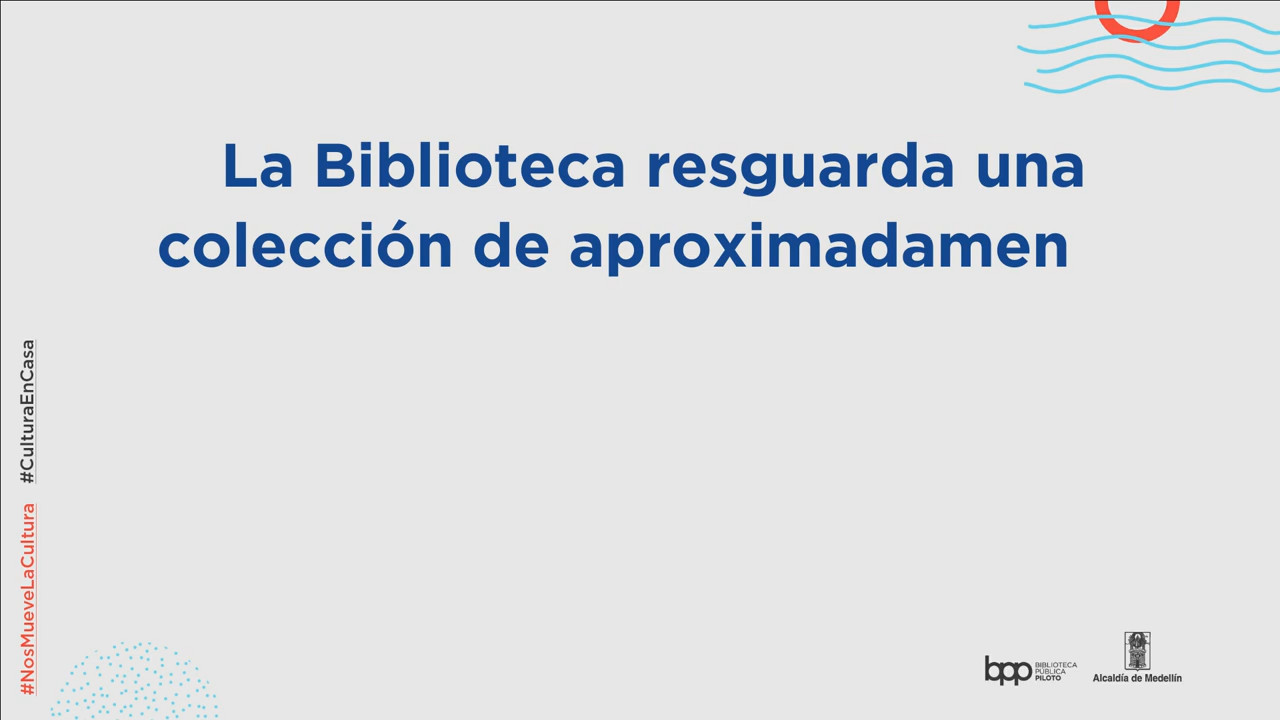 La Biblioteca resguarda una
colección de aproximadamen
#CulturaEnCasa
#NosMueveLaCultura
bpp
BIBLIOTECA
PÚBLICA
PILOTO
Alcaldía de Medellín